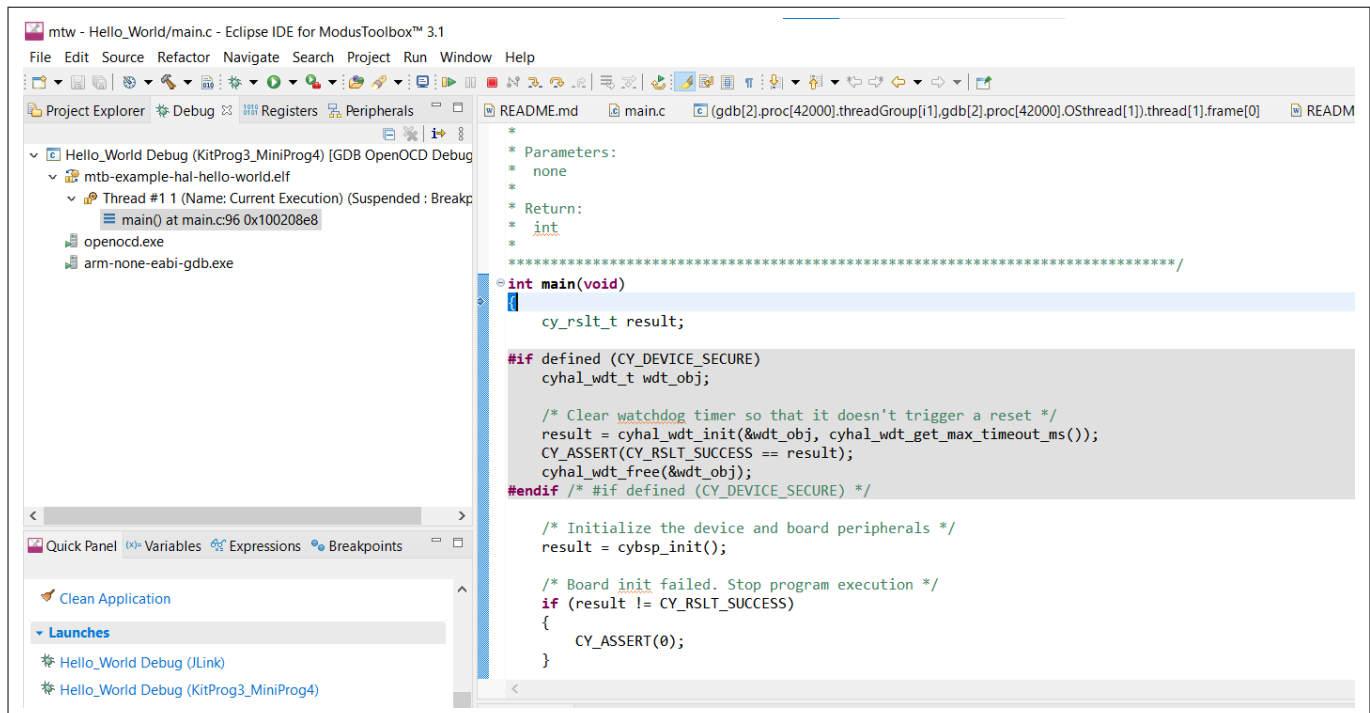 mtw - Hello_World/main.c - Eclipse IDE for ModusToolbox™ 3.1
File Edit Source Refactor Navigate Search Project Run Window Help
Project Explorer Debug Registers Peripherals
Hello_World Debug (KitProg3_MiniProg4) [GDB OpenOCD Debug
mtb-example-hal-hello-world.elf
Thread #1 1 (Name: Current Execution) (Suspended : Breakp
main() at main.c:96 0x100208e8
openocd.exe
arm-none-eabi-gdb.exe
Quick Panel (x)= Variables Expressions Breakpoints
Clean Application
Launches
Hello_World Debug (JLink)
Hello_World Debug (KitProg3_MiniProg4)
README.md main.c (gdb[2].proc[42000].threadGroup[i1],gdb[2].proc[42000].OSthread[1]).thread[1].frame[0] READM
*
* Parameters:
*  none
*
* Return:
*  int
*
*******************************************************************************/
int main(void)
{
    cy_rslt_t result;
#if defined (CY_DEVICE_SECURE)
    cyhal_wdt_t wdt_obj;
    /* Clear watchdog timer so that it doesn't trigger a reset */
    result = cyhal_wdt_init(&wdt_obj, cyhal_wdt_get_max_timeout_ms());
    CY_ASSERT(CY_RSLT_SUCCESS == result);
    cyhal_wdt_free(&wdt_obj);
#endif /* #if defined (CY_DEVICE_SECURE) */
    /* Initialize the device and board peripherals */
    result = cybsp_init();
    /* Board init failed. Stop program execution */
    if (result != CY_RSLT_SUCCESS)
    {
        CY_ASSERT(0);
    }